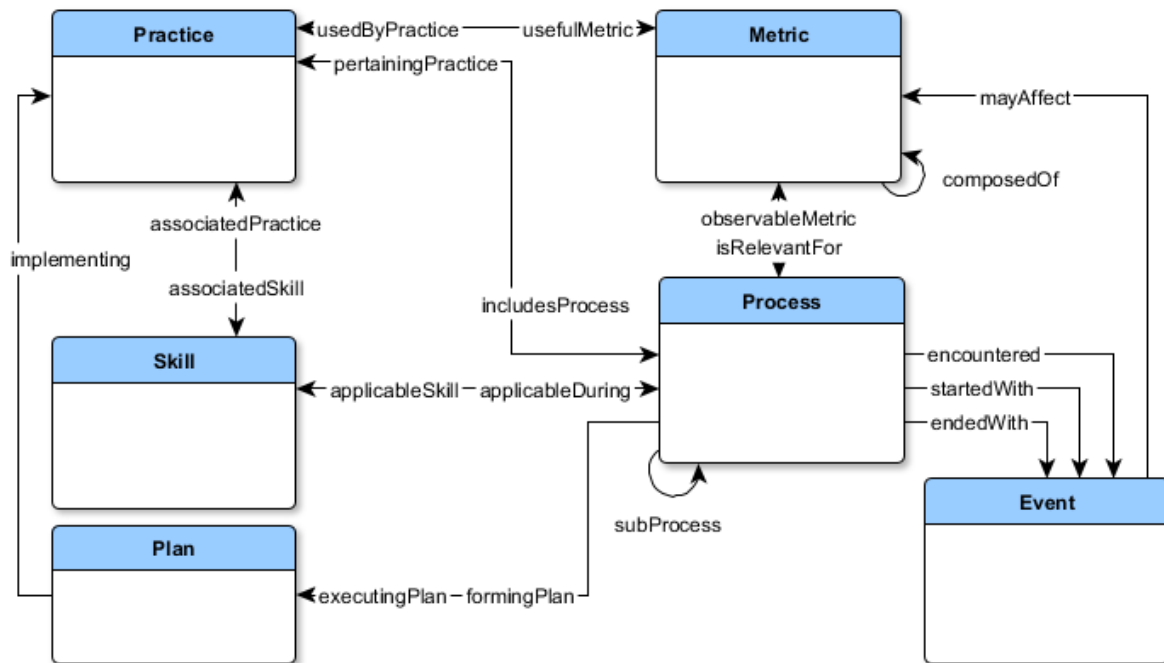 Practice
usedByPractice
usefulMetric
Metric
pertainingPractice
mayAffect
composedOf
associatedPractice
observableMetric
isRelevantFor
implementing
associatedSkill
includesProcess
Process
Skill
encountered
applicableSkill
applicableDuring
startedWith
endedWith
Event
subProcess
Plan
executingPlan
formingPlan